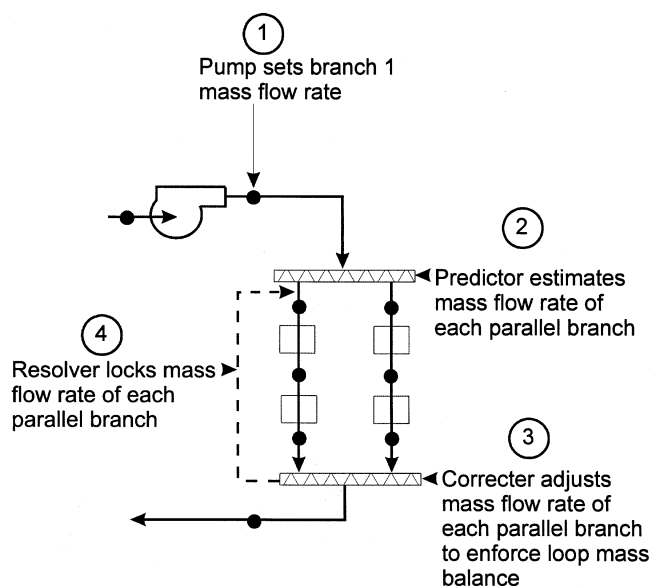 1
Pump sets branch 1
mass flow rate
2
Predictor estimates
mass flow rate of
each parallel branch
4
Resolver locks mass
flow rate of each
parallel branch
3
Correcter adjusts
mass flow rate of
each parallel branch
to enforce loop mass
balance